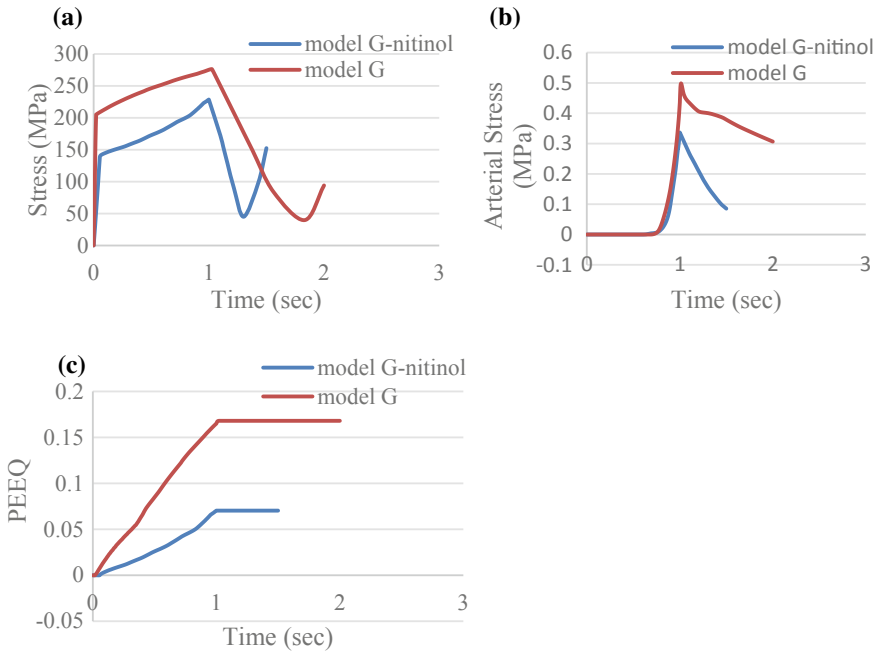 (a)
model G-nitinol
model G
300
250
200
150
100
50
0
Stress (MPa)
0 1 2 3
Time (sec)
(b)
model G-nitinol
model G
0.6
0.5
0.4
0.3
0.2
0.1
0
-0.1
Arterial Stress
(MPa)
0 1 2 3
Time (sec)
(c)
model G-nitinol
model G
0.2
0.15
0.1
0.05
0
-0.05
PEEQ
0 1 2 3
Time (sec)